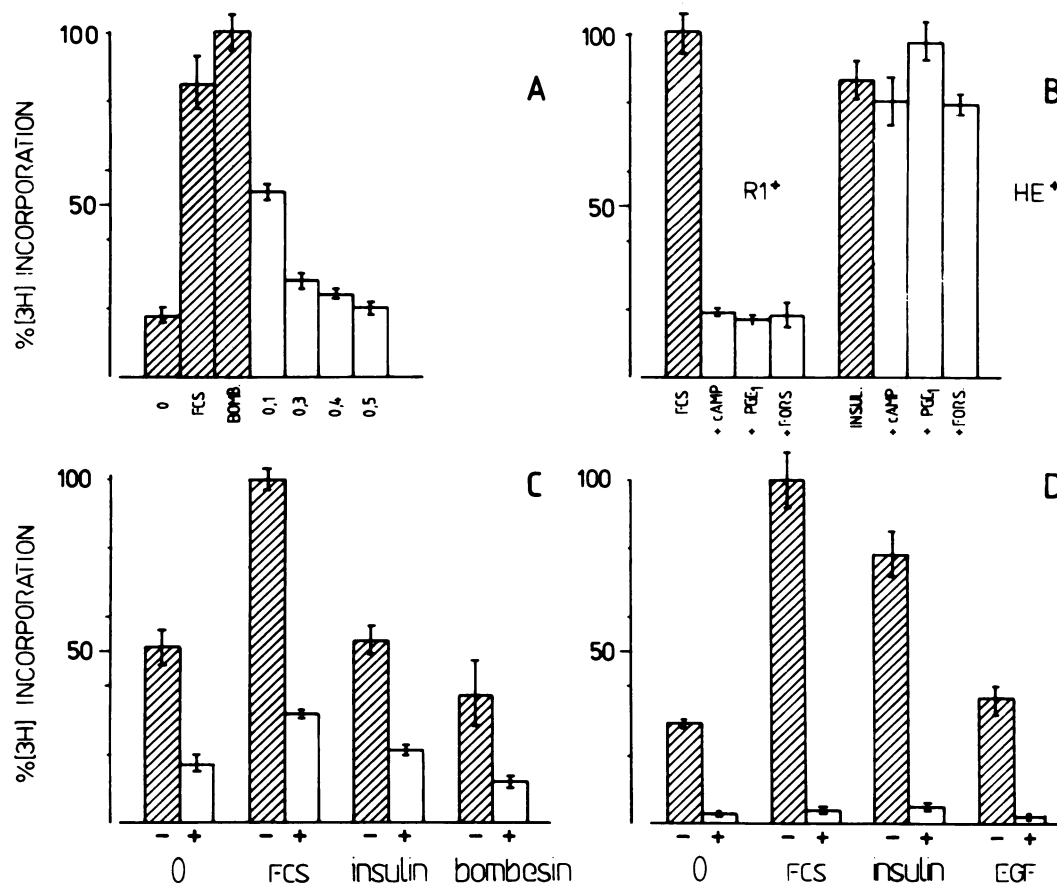 %[3H] INCORPORATION
100
50
A
0
FCS
BOMB.
0,1
0,3
0,4
0,5
100
50
B
R1+
HE+
FCS
+ cAMP
+ PGE1
+ FORS
INSUL.
+ cAMP
+ PGE1
+FORS
%[3H] INCORPORATION
100
50
C
- + - + - + - +
0 FCS insulin bombesin
100
50
D
- + - + - + - +
0 FCS insulin EGF